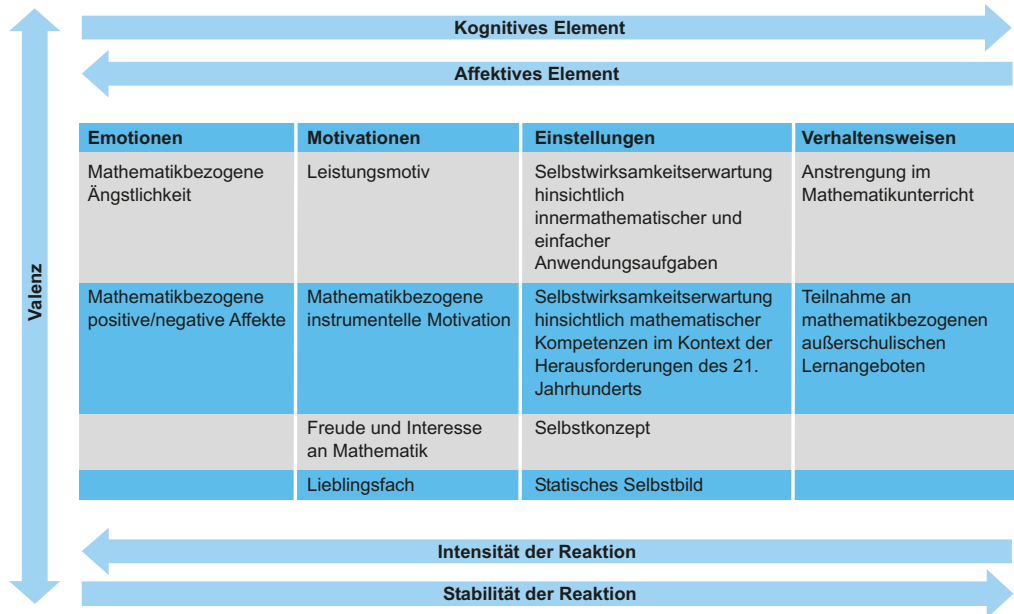 Kognitives Element
Affektives Element
Valenz
Emotionen
Motivationen
Einstellungen
Verhaltensweisen
Mathematikbezogene
Ängstlichkeit
Leistungsmotiv
Selbstwirksamkeitserwartung
hinsichtlich
innermathematischer und
einfacher
Anwendungsaufgaben
Anstrengung im
Mathematikunterricht
Mathematikbezogene
positive/negative Affekte
Mathematikbezogene
instrumentelle Motivation
Selbstwirksamkeitserwartung
hinsichtlich mathematischer
Kompetenzen im Kontext der
Herausforderungen des 21.
Jahrhunderts
Teilnahme an
mathematikbezogenen
außerschulischen
Lernangeboten
Freude und Interesse
an Mathematik
Selbstkonzept
Lieblingsfach
Statisches Selbstbild
Intensität der Reaktion
Stabilität der Reaktion